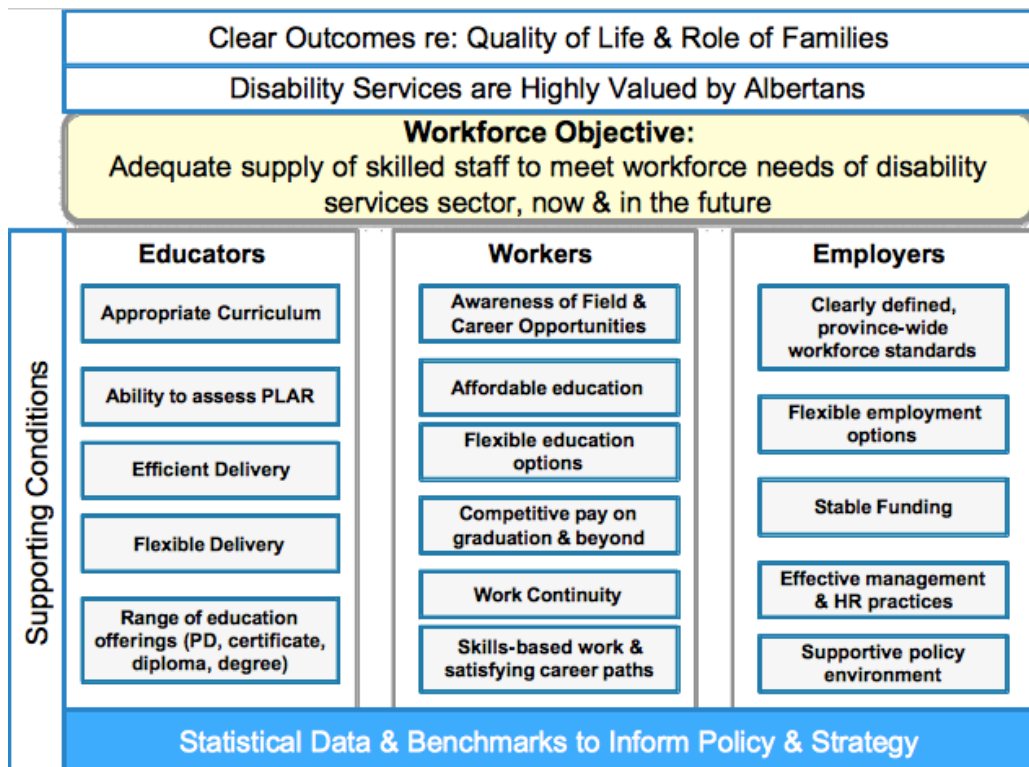 Clear Outcomes re: Quality of Life & Role of Families
Disability Services are Highly Valued by Albertans
Workforce Objective:
Adequate supply of skilled staff to meet workforce needs of disability
services sector, now & in the future
Supporting Conditions
Educators
Appropriate Curriculum
Ability to assess PLAR
Efficient Delivery
Flexible Delivery
Range of education
offerings (PD, certificate,
diploma, degree)
Workers
Awareness of Field &
Career Opportunities
Affordable education
Flexible education
options
Competitive pay on
graduation & beyond
Work Continuity
Skills-based work &
satisfying career paths
Employers
Clearly defined,
province-wide
workforce standards
Flexible employment
options
Stable Funding
Effective management
& HR practices
Supportive policy
environment
Statistical Data & Benchmarks to Inform Policy & Strategy